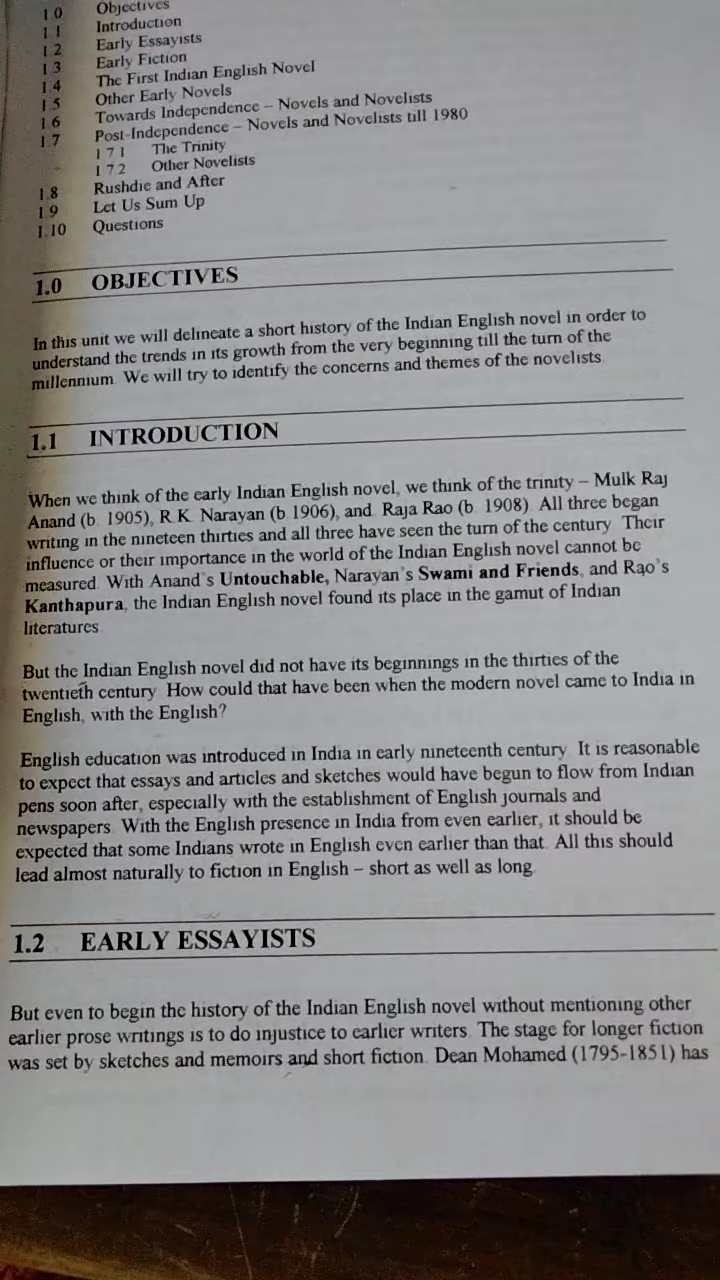 1.0 Objectives
1.1 Introduction
1.2 Early Essayists
1.3 Early Fiction
1.4 The First Indian English Novel
1.5 Other Early Novels
1.6 Towards Independence – Novels and Novelists
1.7 Post-Independence – Novels and Novelists till 1980
1.7.1 The Trinity
1.7.2 Other Novelists
1.8 Rushdie and After
1.9 Let Us Sum Up
1.10 Questions
1.0 OBJECTIVES
In this unit we will delineate a short history of the Indian English novel in order to
understand the trends in its growth from the very beginning till the turn of the
millennium. We will try to identify the concerns and themes of the novelists.
1.1 INTRODUCTION
When we think of the early Indian English novel, we think of the trinity – Mulk Raj
Anand (b. 1905), R.K. Narayan (b. 1906), and Raja Rao (b. 1908). All three began
writing in the nineteen thirties and all three have seen the turn of the century. Their
influence or their importance in the world of the Indian English novel cannot be
measured. With Anand's Untouchable, Narayan's Swami and Friends, and Rao's
Kanthapura, the Indian English novel found its place in the gamut of Indian
literatures.
But the Indian English novel did not have its beginnings in the thirties of the
twentieth century. How could that have been when the modern novel came to India in
English, with the English?
English education was introduced in India in early nineteenth century. It is reasonable
to expect that essays and articles and sketches would have begun to flow from Indian
pens soon after, especially with the establishment of English journals and
newspapers. With the English presence in India from even earlier, it should be
expected that some Indians wrote in English even earlier than that. All this should
lead almost naturally to fiction in English – short as well as long.
1.2 EARLY ESSAYISTS
But even to begin the history of the Indian English novel without mentioning other
earlier prose writings is to do injustice to earlier writers. The stage for longer fiction
was set by sketches and memoirs and short fiction. Dean Mohamed (1795-1851) has